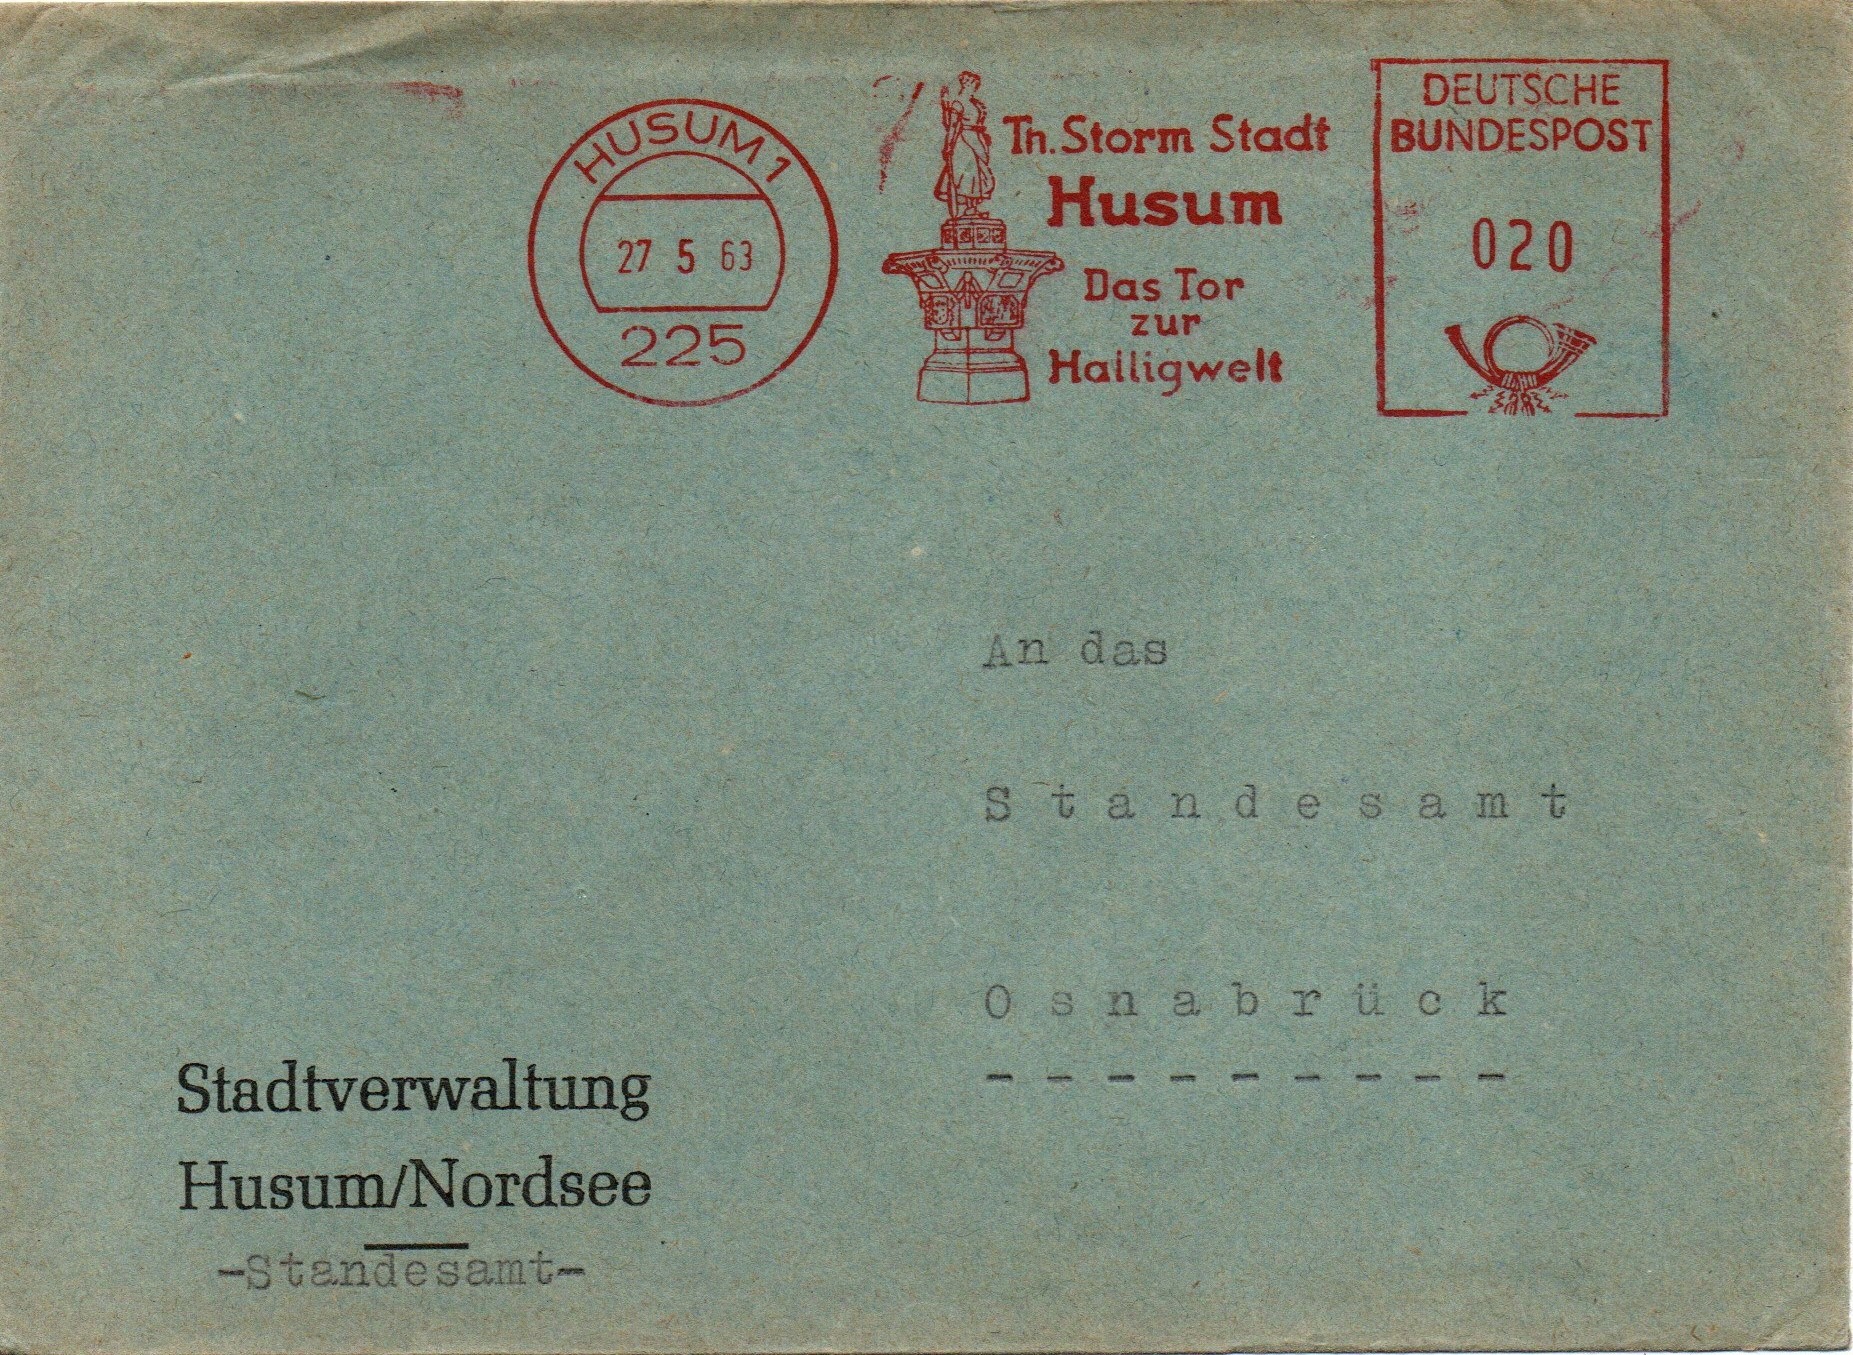 HUSUM 1
27 5 63
225
Th. Storm Stadt
Husum
Das Tor
zur
Halligwelt
DEUTSCHE
BUNDESPOST
020
An das
Standesamt
Osnabrück
- - - - - - - - -
Stadtverwaltung
Husum/Nordsee
-Standesamt-